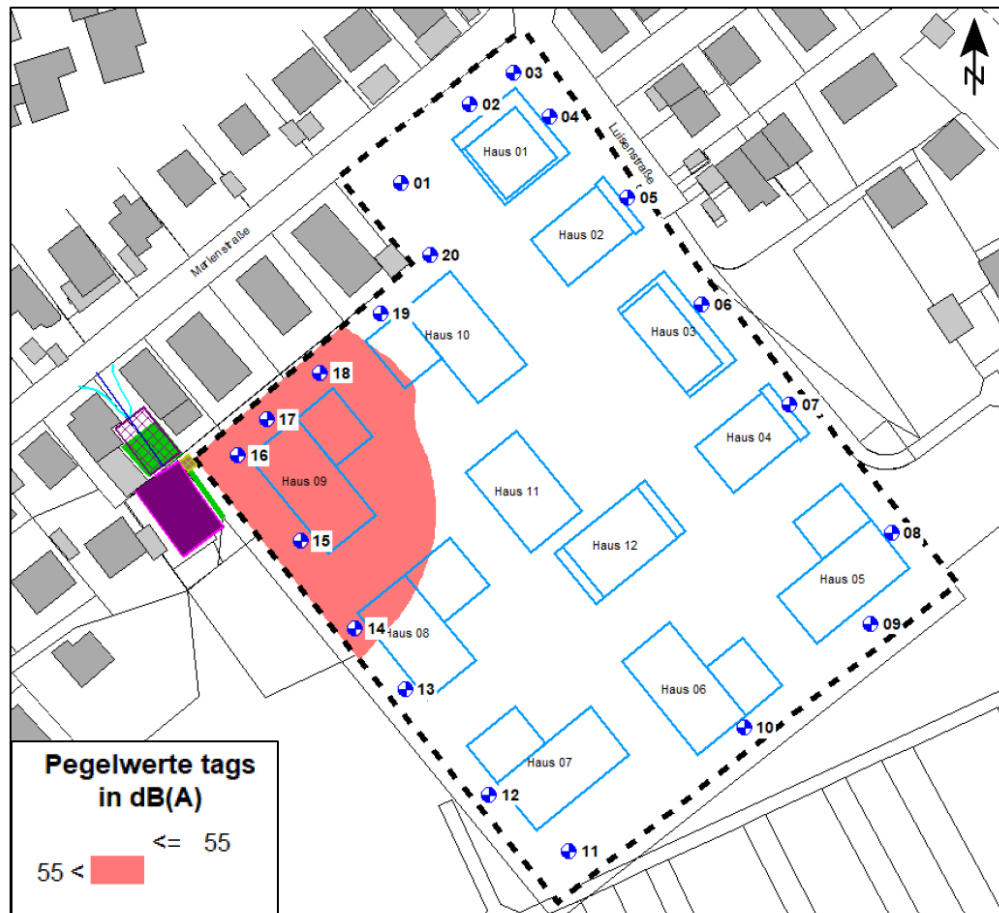 N
03
02
04
Haus 01
Luisenstraße
01
05
Haus 02
Marienstraße
20
06
19
Haus 10
Haus 03
18
07
17
Haus 04
16
Haus 09
Haus 11
08
15
Haus 12
Haus 05
14
Haus 08
09
13
Haus 06
10
Haus 07
12
11
Pegelwerte tags
in dB(A)
<= 55
55 <